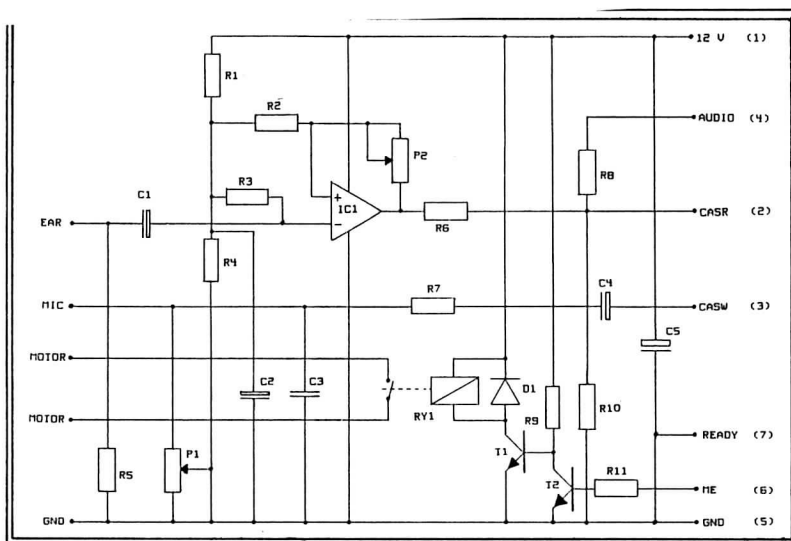 12 V (1)
R1
AUDIO (4)
R2
P2
R8
R3
C1
+
IC1
-
EAR
R6
CASR (2)
R4
MIC
R7
C4
CASW (3)
C5
MOTOR
C2
C3
D1
RY1
R9
R10
MOTOR
READY (7)
R5
P1
T1
T2
R11
ME (6)
GND
GND (5)